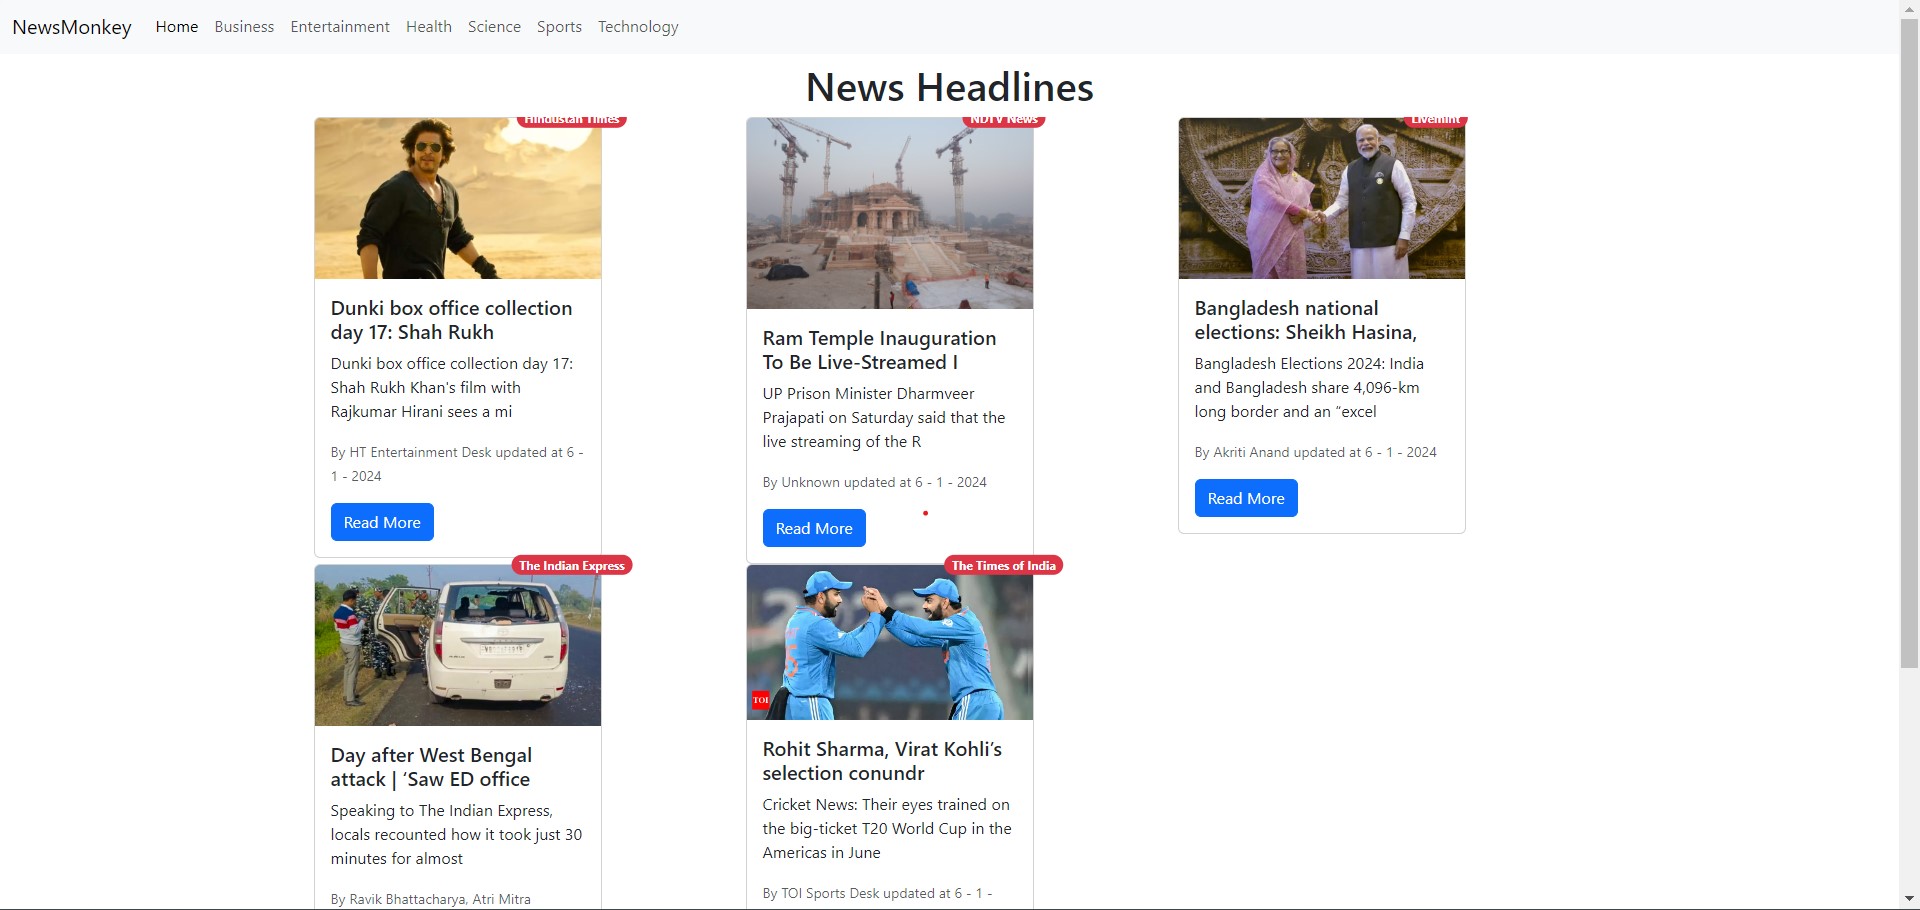 NewsMonkey Home Business Entertainment Health Science Sports Technology
News Headlines
Hindustan Times
Dunki box office collection
day 17: Shah Rukh
Dunki box office collection day 17:
Shah Rukh Khan's film with
Rajkumar Hirani sees a mi
By HT Entertainment Desk updated at 6 -
1 - 2024
Read More
NDTV News
Ram Temple Inauguration
To Be Live-Streamed I
UP Prison Minister Dharmveer
Prajapati on Saturday said that the
live streaming of the R
By Unknown updated at 6 - 1 - 2024
Read More
Livemint
Bangladesh national
elections: Sheikh Hasina,
Bangladesh Elections 2024: India
and Bangladesh share 4,096-km
long border and an “excel
By Akriti Anand updated at 6 - 1 - 2024
Read More
The Indian Express
Day after West Bengal
attack | ‘Saw ED office
Speaking to The Indian Express,
locals recounted how it took just 30
minutes for almost
By Ravik Bhattacharya, Atri Mitra
The Times of India
TOI
Rohit Sharma, Virat Kohli’s
selection conundr
Cricket News: Their eyes trained on
the big-ticket T20 World Cup in the
Americas in June
By TOI Sports Desk updated at 6 - 1 -